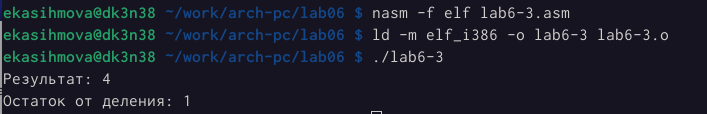 ekasihmova@dk3n38 ~/work/arch-pc/lab06 $ nasm -f elf lab6-3.asm
ekasihmova@dk3n38 ~/work/arch-pc/lab06 $ ld -m elf_i386 -o lab6-3 lab6-3.o
ekasihmova@dk3n38 ~/work/arch-pc/lab06 $ ./lab6-3
Результат: 4
Остаток от деления: 1